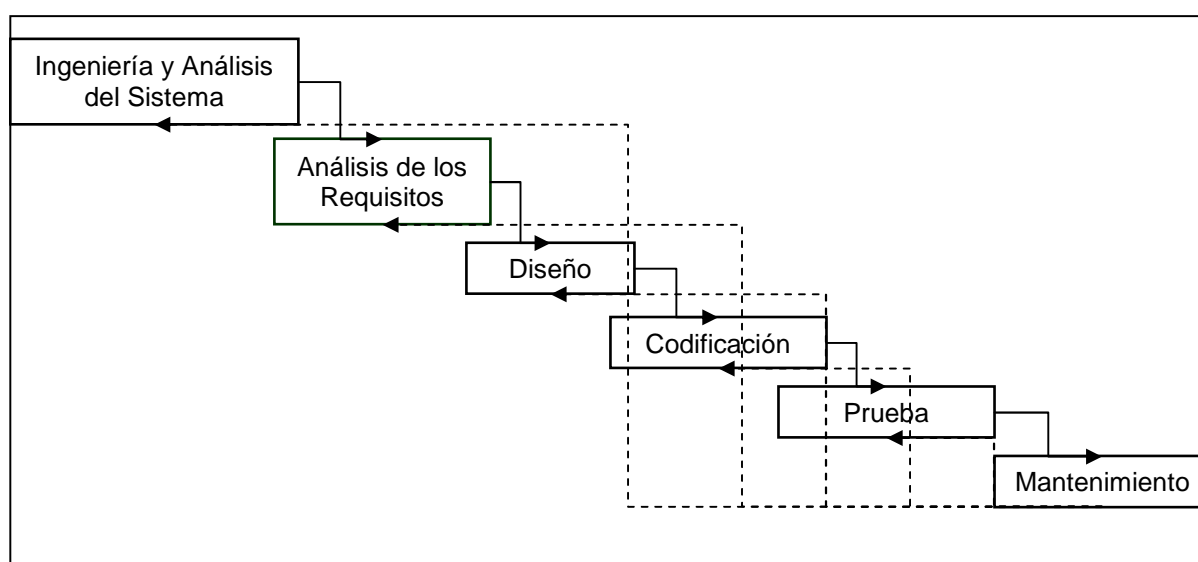 Ingeniería y Análisis
del Sistema
Análisis de los
Requisitos
Diseño
Codificación
Prueba
Mantenimiento